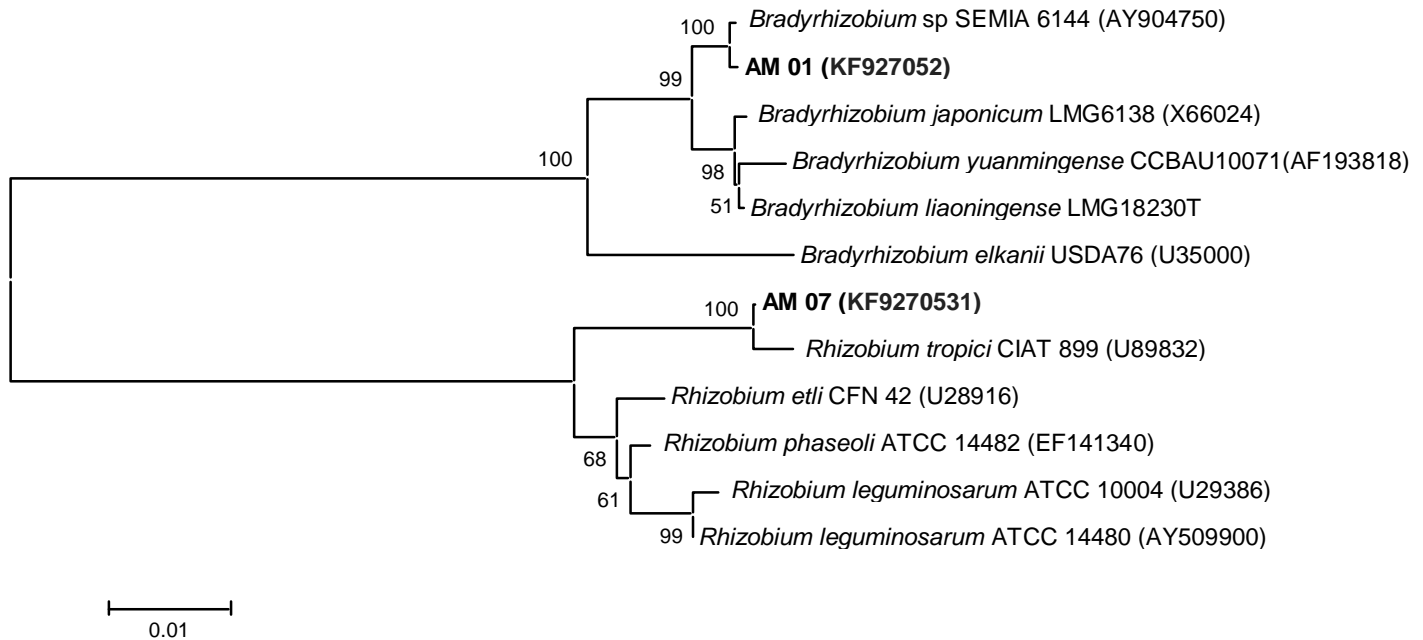 100
Bradyrhizobium sp SEMIA 6144 (AY904750)
AM 01 (KF927052)
99
Bradyrhizobium japonicum LMG6138 (X66024)
100
Bradyrhizobium yuanmingense CCBAU10071(AF193818)
98
51
Bradyrhizobium liaoningense LMG18230T
Bradyrhizobium elkanii USDA76 (U35000)
AM 07 (KF9270531)
100
Rhizobium tropici CIAT 899 (U89832)
Rhizobium etli CFN 42 (U28916)
Rhizobium phaseoli ATCC 14482 (EF141340)
68
Rhizobium leguminosarum ATCC 10004 (U29386)
61
99
Rhizobium leguminosarum ATCC 14480 (AY509900)
0.01